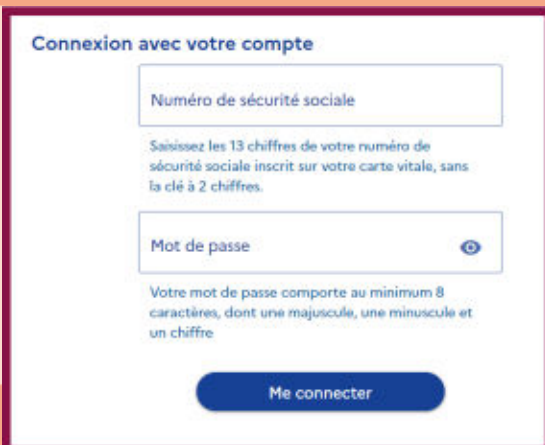 Connexion avec votre compte
Numéro de sécurité sociale
Saisissez les 13 chiffres de votre numéro de
sécurité sociale inscrit sur votre carte vitale, sans
la clé à 2 chiffres.
Mot de passe
Votre mot de passe comporte au minimum 8
caractères, dont une majuscule, une minuscule et
un chiffre
Me connecter